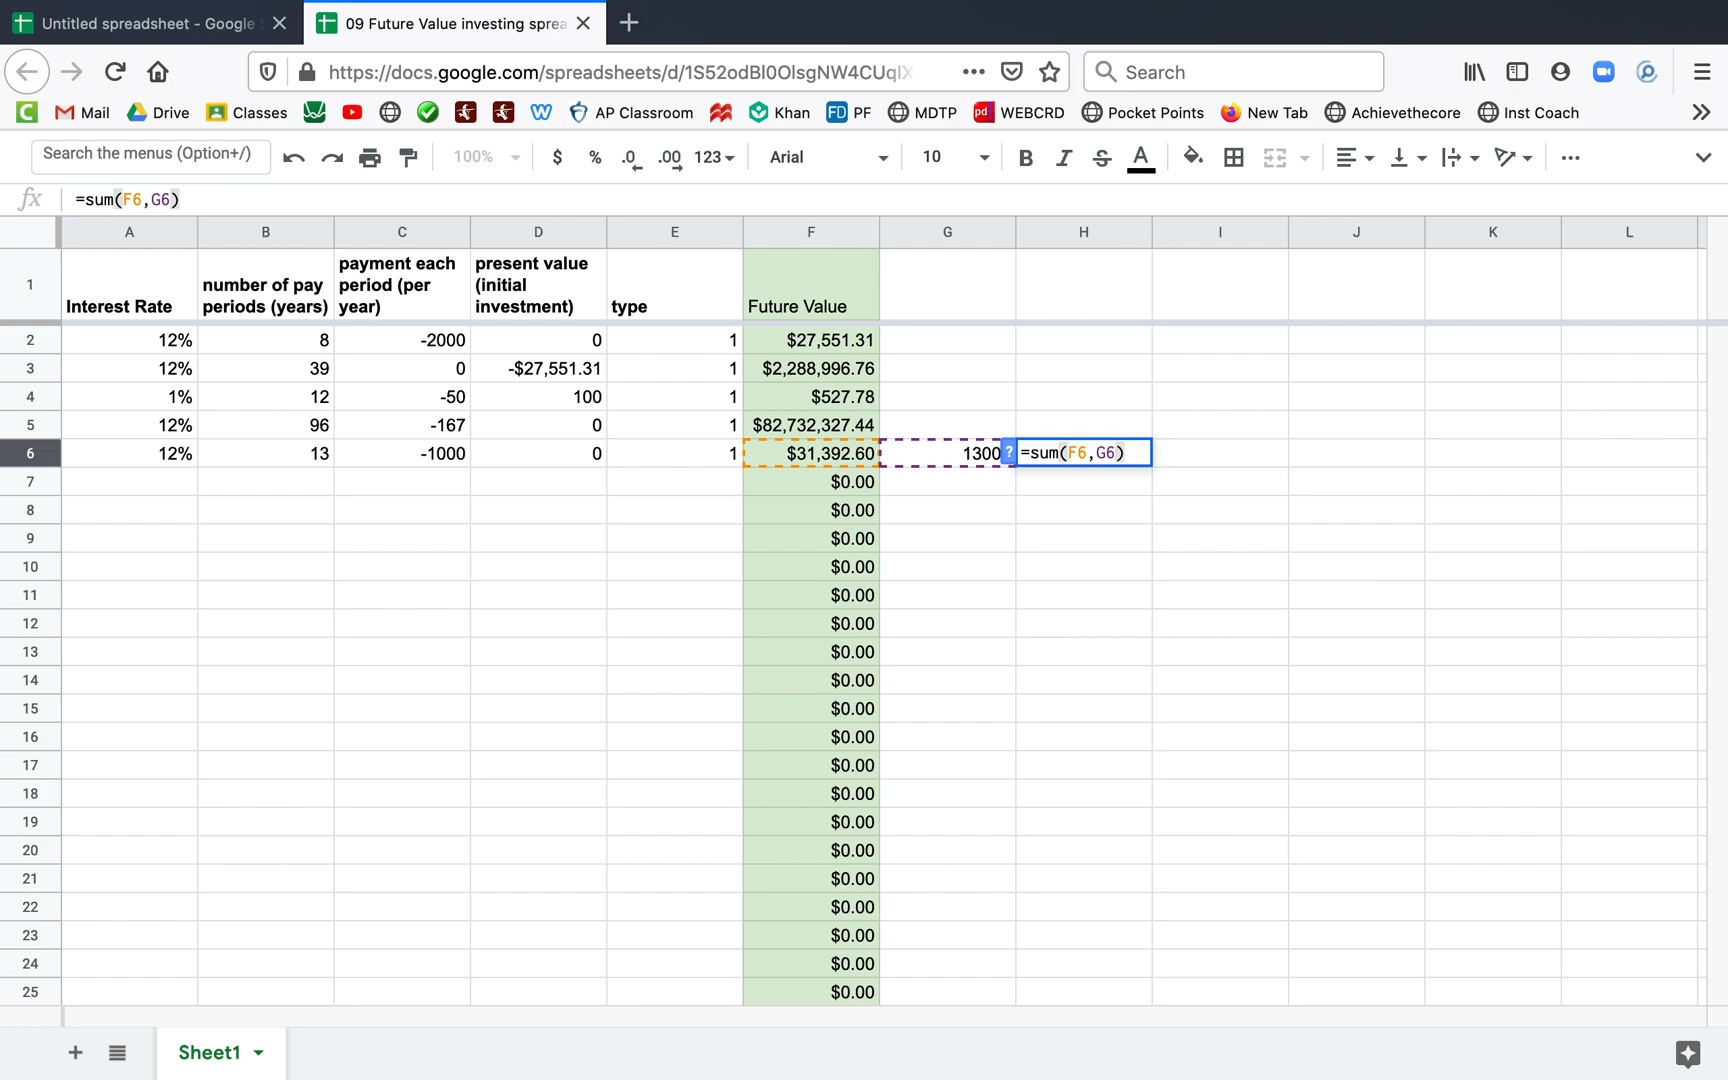 Untitled spreadsheet - Google S
09 Future Value investing sprea
https://docs.google.com/spreadsheets/d/1S52odBl0OlsgNW4CUqIX
Search
Mail Drive Classes AP Classroom Khan FD PF MDTP pd WEBCRD Pocket Points New Tab Achievethecore Inst Coach
Search the menus (Option+/) 100% $ % .0 .00 123 Arial 10 B I S A
fx =sum(F6,G6)
A B C D E F G H I J K L
1 Interest Rate number of pay periods (years) payment each period (per year) present value (initial investment) type Future Value
2 12% 8 -2000 0 1 $27,551.31
3 12% 39 0 -$27,551.31 1 $2,288,996.76
4 1% 12 -50 100 1 $527.78
5 12% 96 -167 0 1 $82,732,327.44
6 12% 13 -1000 0 1 $31,392.60 1300 ? =sum(F6,G6)
7 $0.00
8 $0.00
9 $0.00
10 $0.00
11 $0.00
12 $0.00
13 $0.00
14 $0.00
15 $0.00
16 $0.00
17 $0.00
18 $0.00
19 $0.00
20 $0.00
21 $0.00
22 $0.00
23 $0.00
24 $0.00
25 $0.00
Sheet1